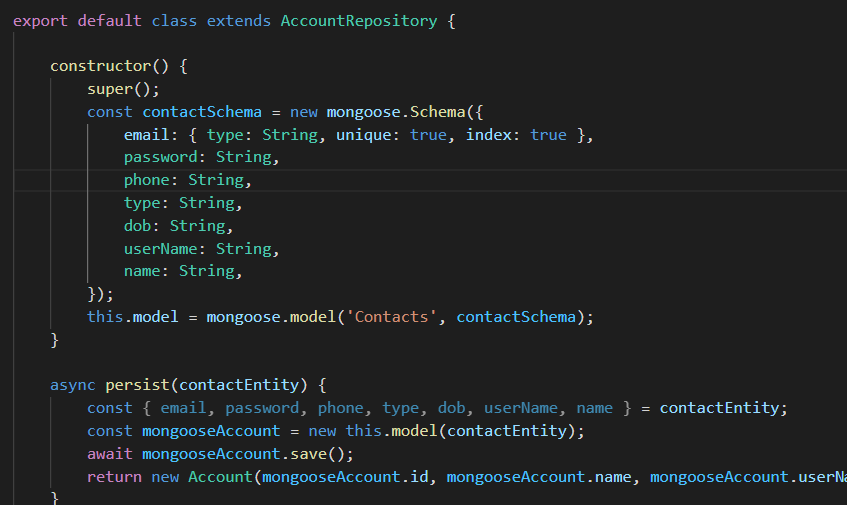 export default class extends AccountRepository {
constructor() {
super();
const contactSchema = new mongoose.Schema({
email: { type: String, unique: true, index: true },
password: String,
phone: String,
type: String,
dob: String,
userName: String,
name: String,
});
this.model = mongoose.model('Contacts', contactSchema);
}
async persist(contactEntity) {
const { email, password, phone, type, dob, userName, name } = contactEntity;
const mongooseAccount = new this.model(contactEntity);
await mongooseAccount.save();
return new Account(mongooseAccount.id, mongooseAccount.name, mongooseAccount.userNa
}